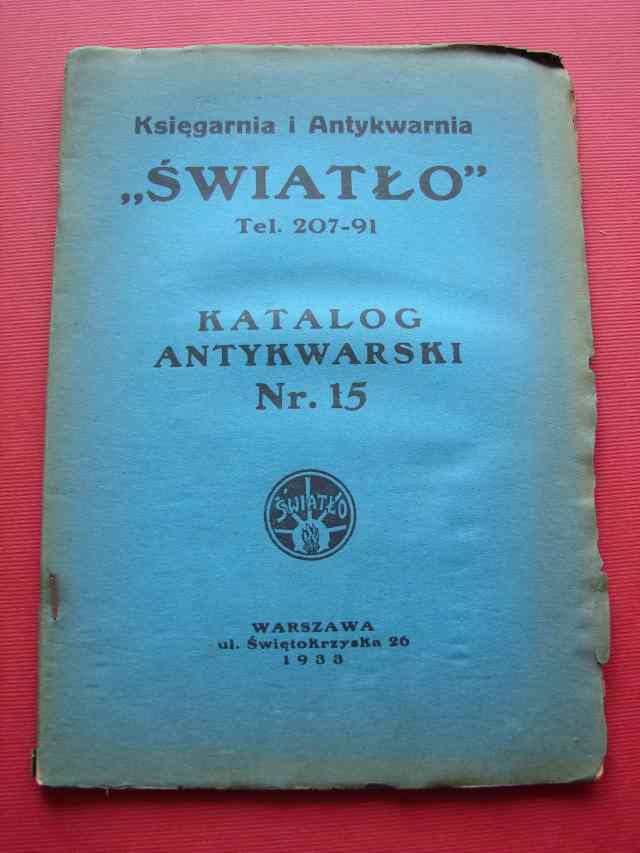 Księgarnia i Antykwarnia
„ŚWIATŁO”
Tel. 207-91
KATALOG
ANTYKWARSKI
Nr. 15
ŚWIATŁO
WARSZAWA
ul. Świętokrzyska 26
1933